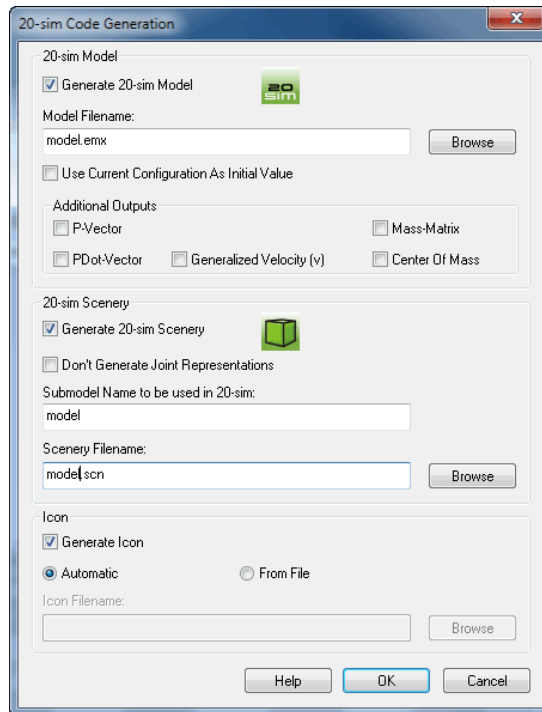 20-sim Code Generation
x
20-sim Model
Generate 20-sim Model
20
sim
Model Filename:
model.emx
Browse
Use Current Configuration As Initial Value
Additional Outputs
P-Vector
Mass-Matrix
PDot-Vector
Generalized Velocity (v)
Center Of Mass
20-sim Scenery
Generate 20-sim Scenery
Don't Generate Joint Representations
Submodel Name to be used in 20-sim:
model
Scenery Filename:
model.scn
Browse
Icon
Generate Icon
Automatic
From File
Icon Filename:
Browse
Help
OK
Cancel